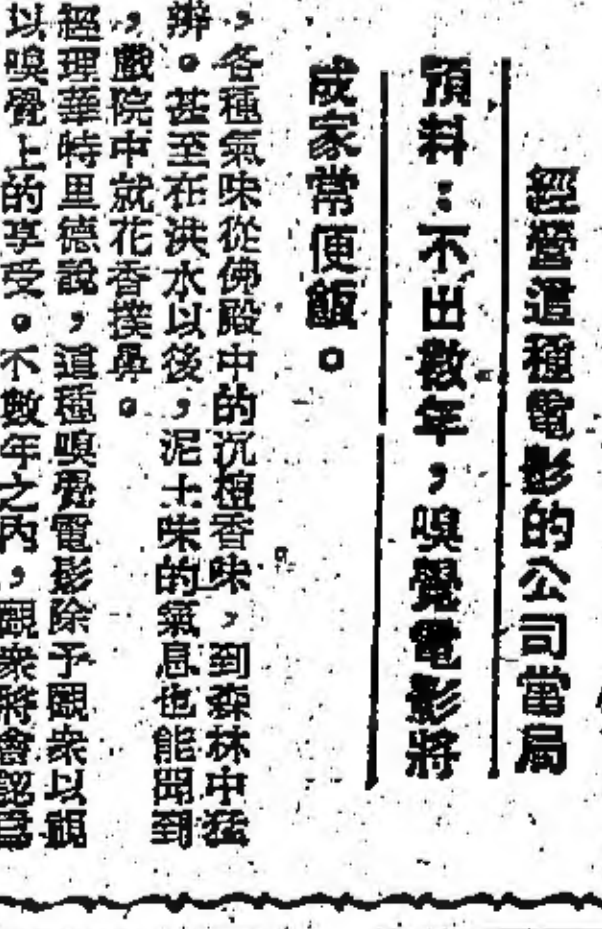 經營這種電影的公司當局
預料:不出數年,嗅覺電影將
成家常便飯。
,各種氣味從佛殿中的沉檀香味,到森林中猛
辨。甚至在洪水以後,泥土味的氣息也能聞到
,戲院中就花香撲鼻。
經理華特里德說,這種嗅覺電影除予觀衆以視
以嗅覺上的享受。不數年之內,觀衆將會認爲